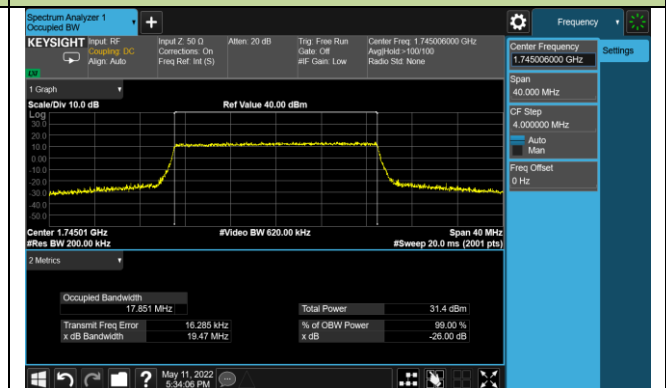 Spectrum Analyzer 1
Occupied BW
+
Frequency
KEYSIGHT
Input: RF
Coupling: DC
Align: Auto
Input Z: 50 Ω
Corrections: On
Freq Ref: Int (S)
Atten: 20 dB
Trig: Free Run
Gate: Off
#IF Gain: Low
Center Freq: 1.745006000 GHz
Avg|Hold:>100/100
Radio Std: None
Center Frequency
1.745006000 GHz
Settings
Span
40.000 MHz
CF Step
4.000000 MHz
Auto
Man
Freq Offset
0 Hz
1 Graph
Scale/Div 10.0 dB
Ref Value 40.00 dBm
Log
30.0
20.0
10.0
0.00
-10.0
-20.0
-30.0
-40.0
-50.0
Center 1.74501 GHz
#Video BW 620.00 kHz
Span 40 MHz
#Res BW 200.00 kHz
#Sweep 20.0 ms (2001 pts)
2 Metrics
Occupied Bandwidth
17.851 MHz
Total Power 31.4 dBm
Transmit Freq Error 16.285 kHz
% of OBW Power 99.00 %
x dB Bandwidth 19.47 MHz
x dB -26.00 dB
?
May 11, 2022
5:34:06 PM